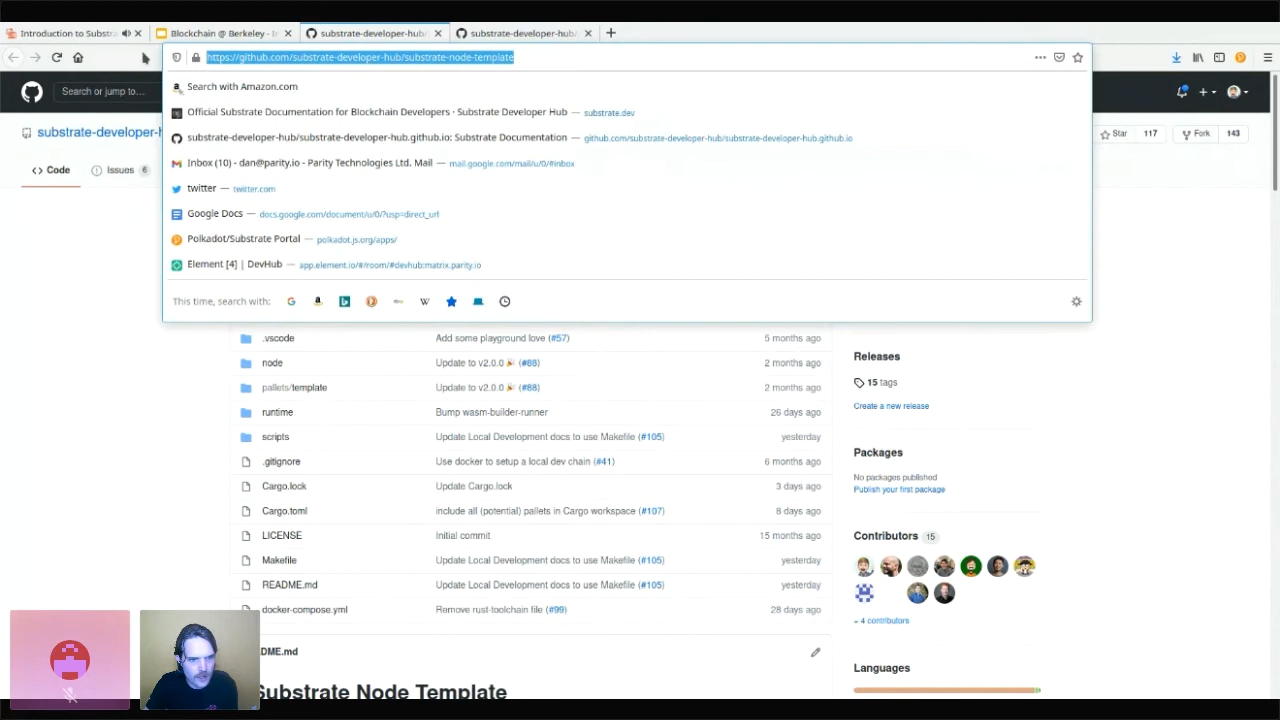 Introduction to Substra
Blockchain @ Berkeley - In
substrate-developer-hub/
substrate-developer-hub/
https://github.com/substrate-developer-hub/substrate-node-template
Search or jump to...
Search with Amazon.com
Official Substrate Documentation for Blockchain Developers · Substrate Developer Hub — substrate.dev
substrate-developer-hub/substrate-developer-hub.github.io: Substrate Documentation — github.com/substrate-developer-hub/substrate-developer-hub.github.io
Inbox (10) - dan@parity.io - Parity Technologies Ltd. Mail — mail.google.com/mail/u/0/#inbox
twitter — twitter.com
Google Docs — docs.google.com/document/u/0/?usp=direct_url
Polkadot/Substrate Portal — polkadot.js.org/apps/
Element [4] | DevHub — app.element.io/#/room/#devhub:matrix.parity.io
This time, search with:
substrate-developer-h
Star 117
Fork 143
Code
Issues 6
.vscode Add some playground love (#57) 5 months ago
node Update to v2.0.0 🎉 (#88) 2 months ago
pallets/template Update to v2.0.0 🎉 (#88) 2 months ago
runtime Bump wasm-builder-runner 26 days ago
scripts Update Local Development docs to use Makefile (#105) yesterday
.gitignore Use docker to setup a local dev chain (#41) 6 months ago
Cargo.lock Update Cargo.lock 3 days ago
Cargo.toml include all (potential) pallets in Cargo workspace (#107) 8 days ago
LICENSE Initial commit 15 months ago
Makefile Update Local Development docs to use Makefile (#105) yesterday
README.md Update Local Development docs to use Makefile (#105) yesterday
docker-compose.yml Remove rust-toolchain file (#99) 28 days ago
DME.md
Substrate Node Template
Releases
15 tags
Create a new release
Packages
No packages published
Publish your first package
Contributors 15
+ 4 contributors
Languages